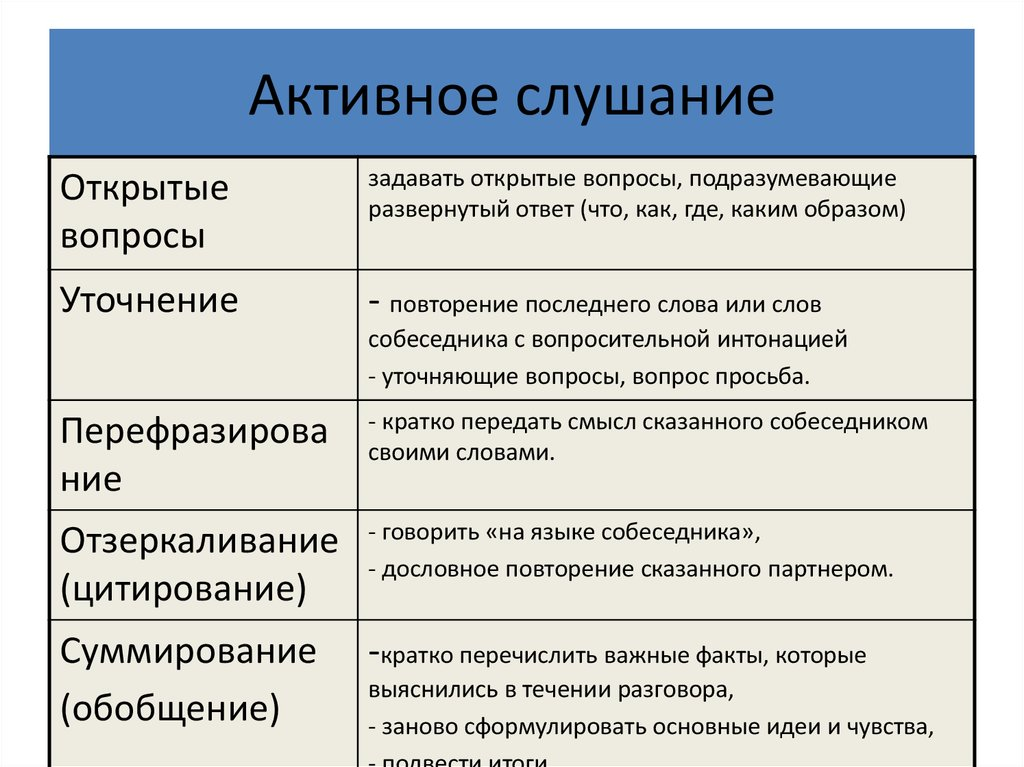 Активное слушание
Открытые
вопросы
задавать открытые вопросы, подразумевающие
развернутый ответ (что, как, где, каким образом)
Уточнение
- повторение последнего слова или слов
собеседника с вопросительной интонацией
- уточняющие вопросы, вопрос просьба.
Перефразирова
ние
- кратко передать смысл сказанного собеседником
своими словами.
Отзеркаливание
(цитирование)
- говорить «на языке собеседника»,
- дословное повторение сказанного партнером.
Суммирование
(обобщение)
-кратко перечислить важные факты, которые
выяснились в течении разговора,
- заново сформулировать основные идеи и чувства,
- подвести итоги